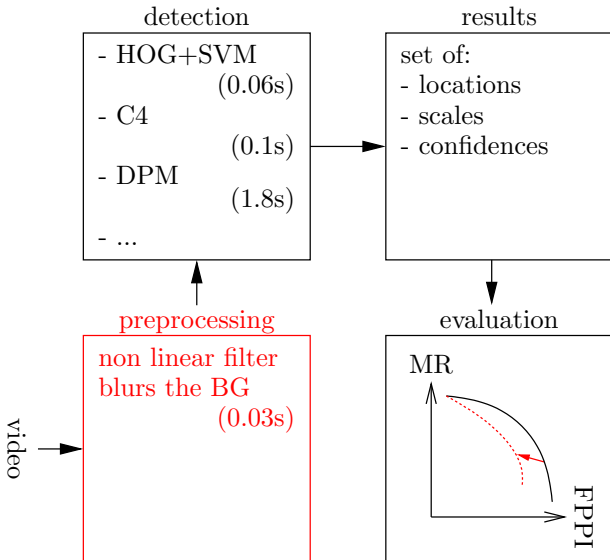 detection
- HOG+SVM
(0.06s)
- C4
(0.1s)
- DPM
(1.8s)
- ...
results
set of:
- locations
- scales
- confidences
video
preprocessing
non linear filter
blurs the BG
(0.03s)
evaluation
MR
FPPI